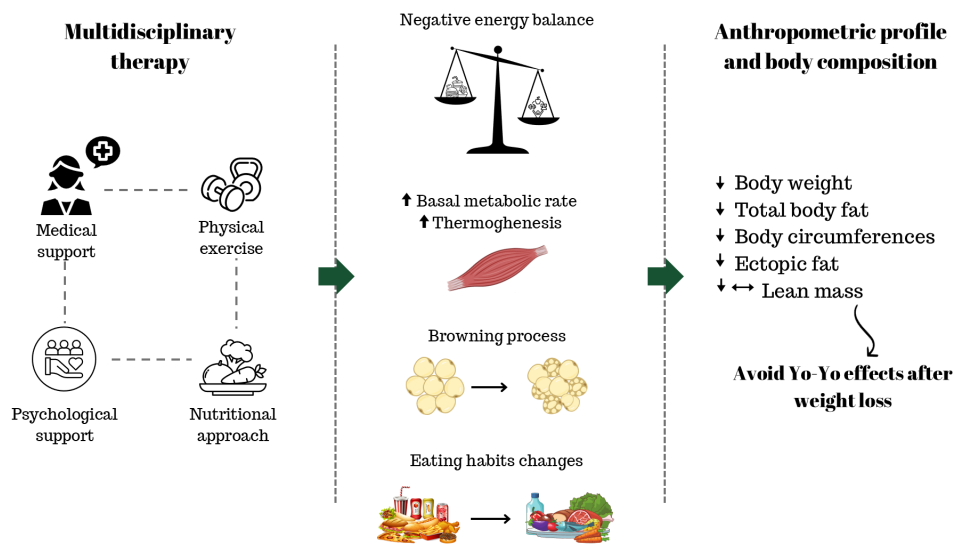 Multidisciplinary
therapy
Medical
support
Physical
exercise
Psychological
support
Nutritional
approach
Negative energy balance
↑ Basal metabolic rate
↑ Thermoghenesis
Browning process
Eating habits changes
Anthropometric profile
and body composition
↓ Body weight
↓ Total body fat
↓ Body circumferences
↓ Ectopic fat
↓ ↔ Lean mass
Avoid Yo-Yo effects after
weight loss